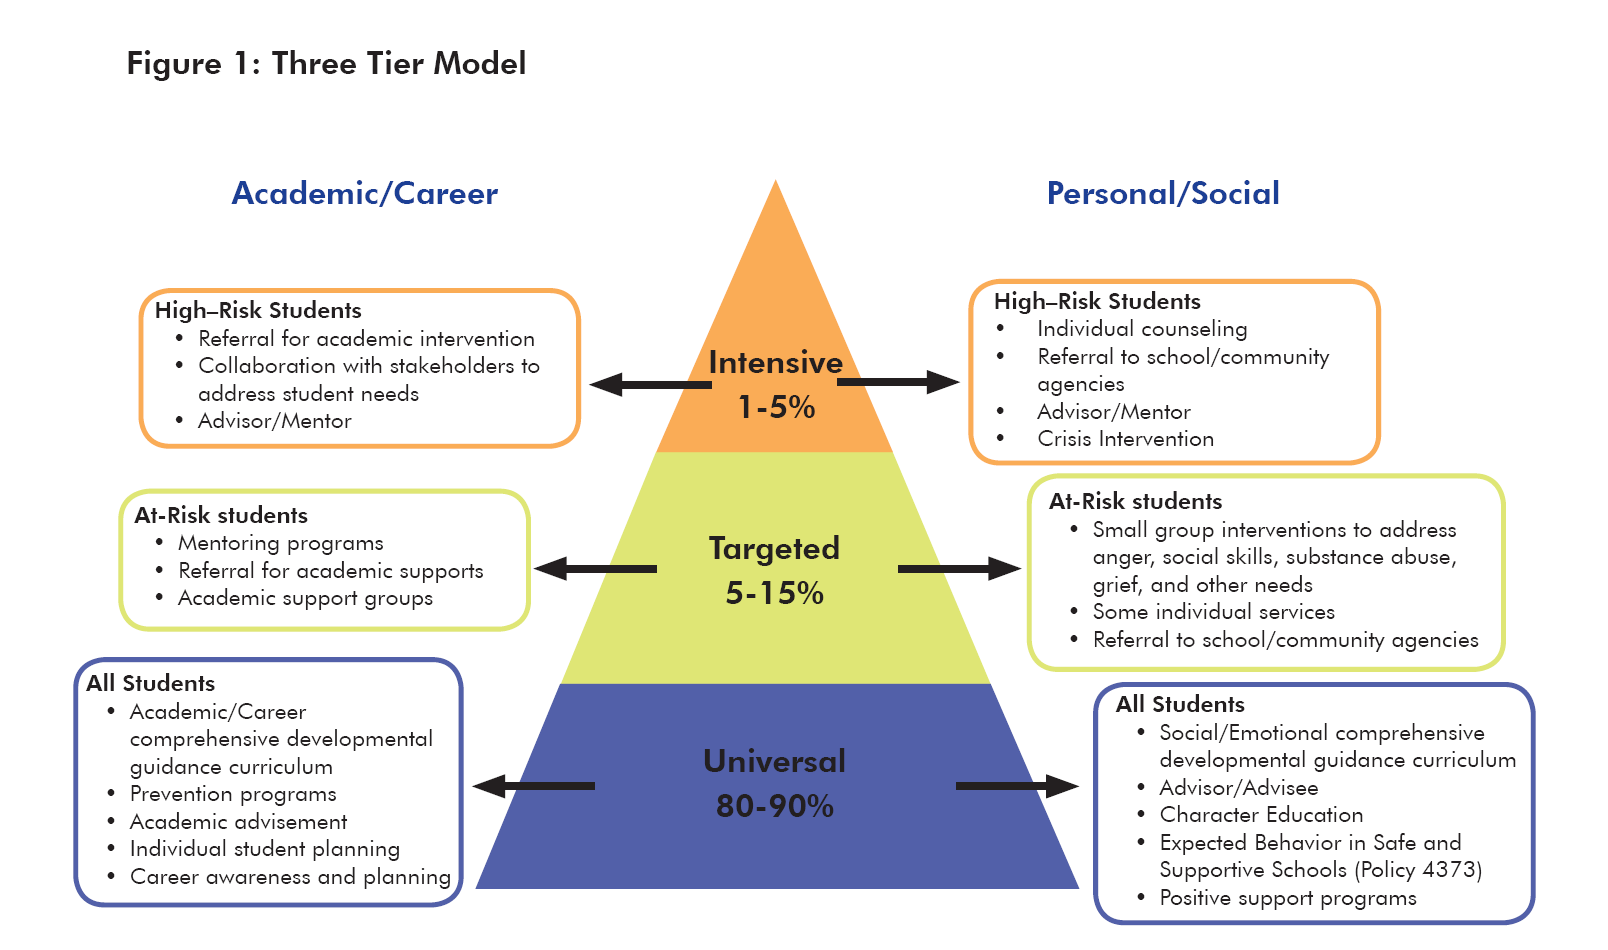 Figure 1: Three Tier Model
Academic/Career
High–Risk Students
• Referral for academic intervention
• Collaboration with stakeholders to
address student needs
• Advisor/Mentor
At-Risk students
• Mentoring programs
• Referral for academic supports
• Academic support groups
All Students
• Academic/Career
comprehensive developmental
guidance curriculum
• Prevention programs
• Academic advisement
• Individual student planning
• Career awareness and planning
Intensive
1-5%
Targeted
5-15%
Universal
80-90%
Personal/Social
High–Risk Students
• Individual counseling
• Referral to school/community
agencies
• Advisor/Mentor
• Crisis Intervention
At-Risk students
• Small group interventions to address
anger, social skills, substance abuse,
grief, and other needs
• Some individual services
• Referral to school/community agencies
All Students
• Social/Emotional comprehensive
developmental guidance curriculum
• Advisor/Advisee
• Character Education
• Expected Behavior in Safe and
Supportive Schools (Policy 4373)
• Positive support programs